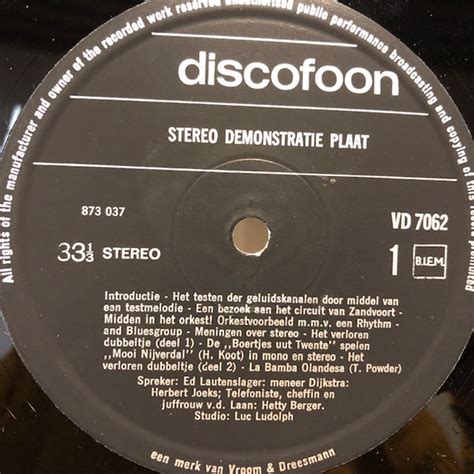 All rights of the manufacturer and owner of the recorded work reserved unauthorised public performance broadcasting and copying of this
discofoon
STEREO DEMONSTRATIE PLAAT
873 037
VD 7062
33⅓ STEREO
1
B.I.E.M.
Introductie - Het testen der geluidskanalen door middel van
een testmelodie - Een bezoek aan het circuit van Zandvoort -
Midden in het orkest! Orkestvoorbeeld m.m.v. een Rhythm -
and Bluesgroup - Meningen over stereo - Het verloren
dubbeltje (deel 1) - De ,,Boertjes uut Twente" spelen
,,Mooi Nijverdal" (H. Koot) in mono en stereo - Het ver-
loren dubbeltje (deel 2) - La Bamba Olandesa (T. Powder)
Spreker: Ed Lautenslager: meneer Dijkstra:
Herbert Joeks; Telefoniste, cheffin en
juffrouw v.d. Laan: Hetty Berger.
Studio: Luc Ludolph
een merk van Vroom & Dreesmann